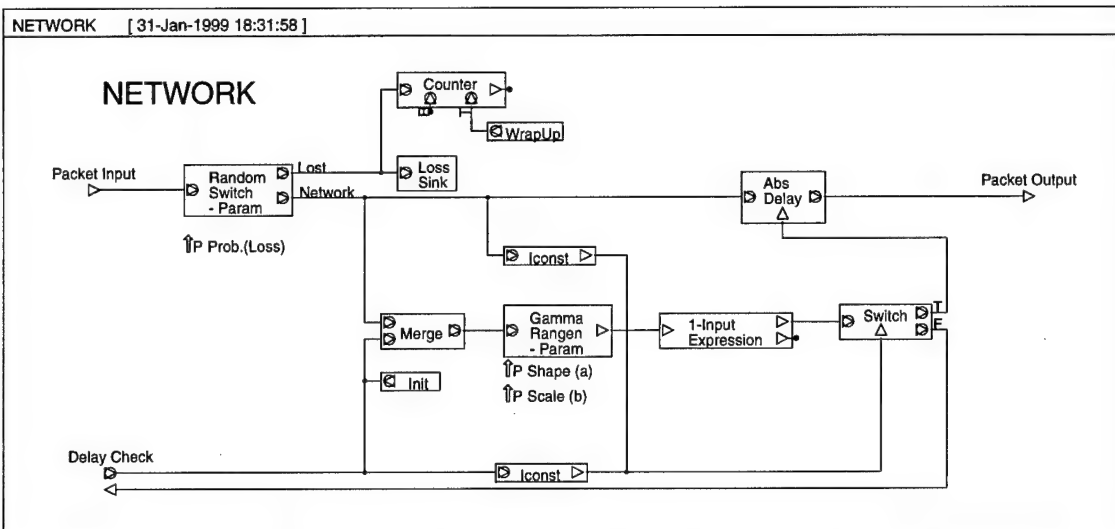 NETWORK [ 31-Jan-1999 18:31:58 ]
NETWORK
Counter
R
T
WrapUp
Packet Input
Random
Switch
- Param
Lost
Network
Loss
Sink
Abs
Delay
Packet Output
⇑P Prob.(Loss)
Iconst
Merge
Gamma
Rangen
- Param
1-Input
Expression
Switch
T
F
Init
⇑P Shape (a)
⇑P Scale (b)
Delay Check
Iconst